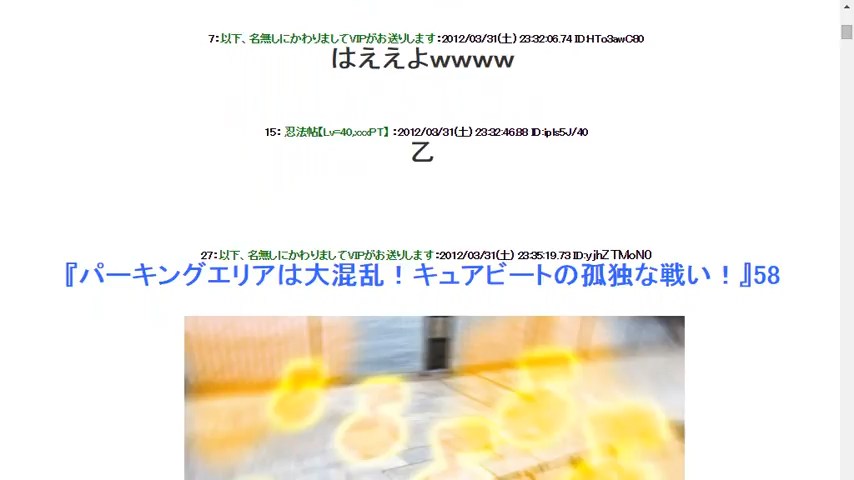 7：以下、名無しにかわりましてVIPがお送りします：2012/03/31(土) 23:32:06.74 ID:HTo3awC80
はええよwwww
15： 忍法帖【Lv=40,xxxPT】 ：2012/03/31(土) 23:32:46.88 ID:ipIs5J/40
乙
27：以下、名無しにかわりましてVIPがお送りします：2012/03/31(土) 23:35:19.73 ID:yjhZTMoN0
『パーキングエリアは大混乱！キュアビートの孤独な戦い！』58